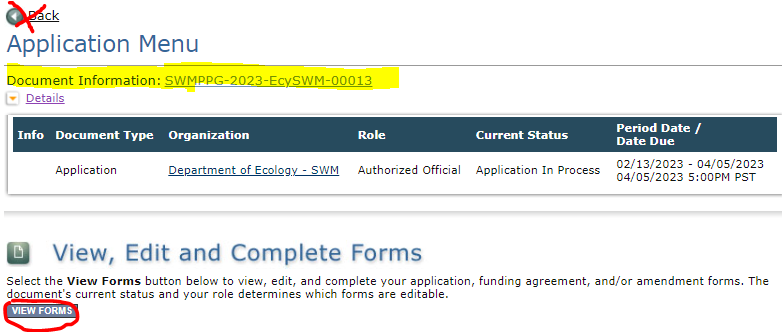 Back
Application Menu
Document Information: SWMPPG-2023-EcySWM-00013
Details
Info Document Type Organization Role Current Status Period Date / Date Due
Application Department of Ecology - SWM Authorized Official Application In Process 02/13/2023 - 04/05/2023
04/05/2023 5:00PM PST
View, Edit and Complete Forms
Select the View Forms button below to view, edit, and complete your application, funding agreement, and/or amendment forms. The
document's current status and your role determines which forms are editable.
VIEW FORMS